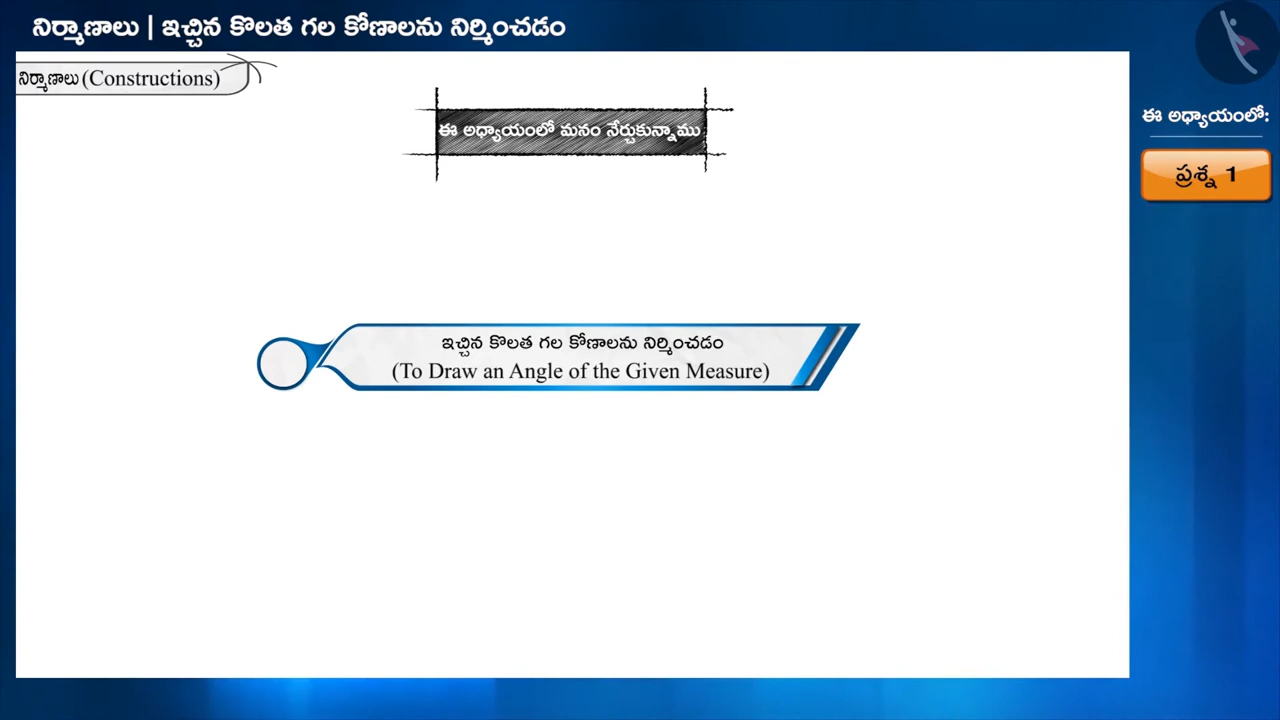 నిర్మాణాలు | ఇచ్చిన కొలత గల కోణాలను నిర్మించడం
నిర్మాణాలు (Constructions)
ఈ అధ్యాయంలో మనం నేర్చుకున్నాము
ఈ అధ్యాయంలో:
ప్రశ్న 1
ఇచ్చిన కొలత గల కోణాలను నిర్మించడం
(To Draw an Angle of the Given Measure)